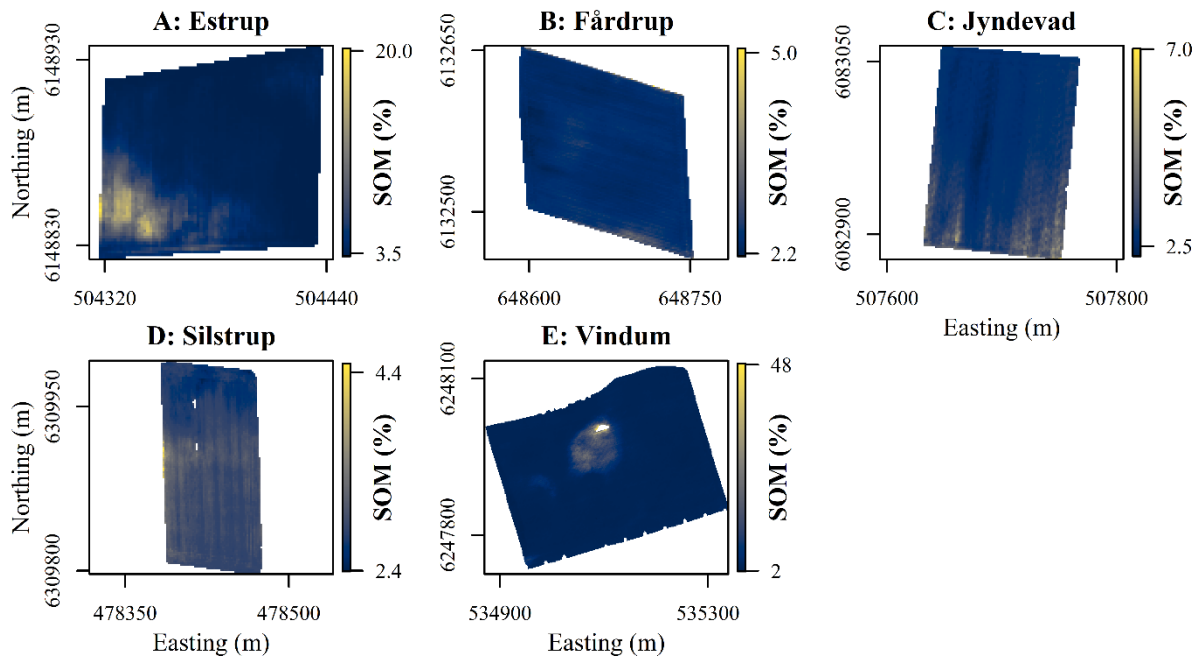 A: Estrup
B: Fårdrup
C: Jyndevad
Northing (m)
6148930
6148830
504320
504440
20.0
SOM (%)
3.5
6132650
6132500
648600
648750
5.0
SOM (%)
2.2
6083050
6082900
507600
507800
7.0
SOM (%)
2.5
Easting (m)
D: Silstrup
E: Vindum
Northing (m)
6309950
6309800
478350
478500
4.4
SOM (%)
2.4
Easting (m)
6248100
6247800
534900
535300
48
SOM (%)
2
Easting (m)